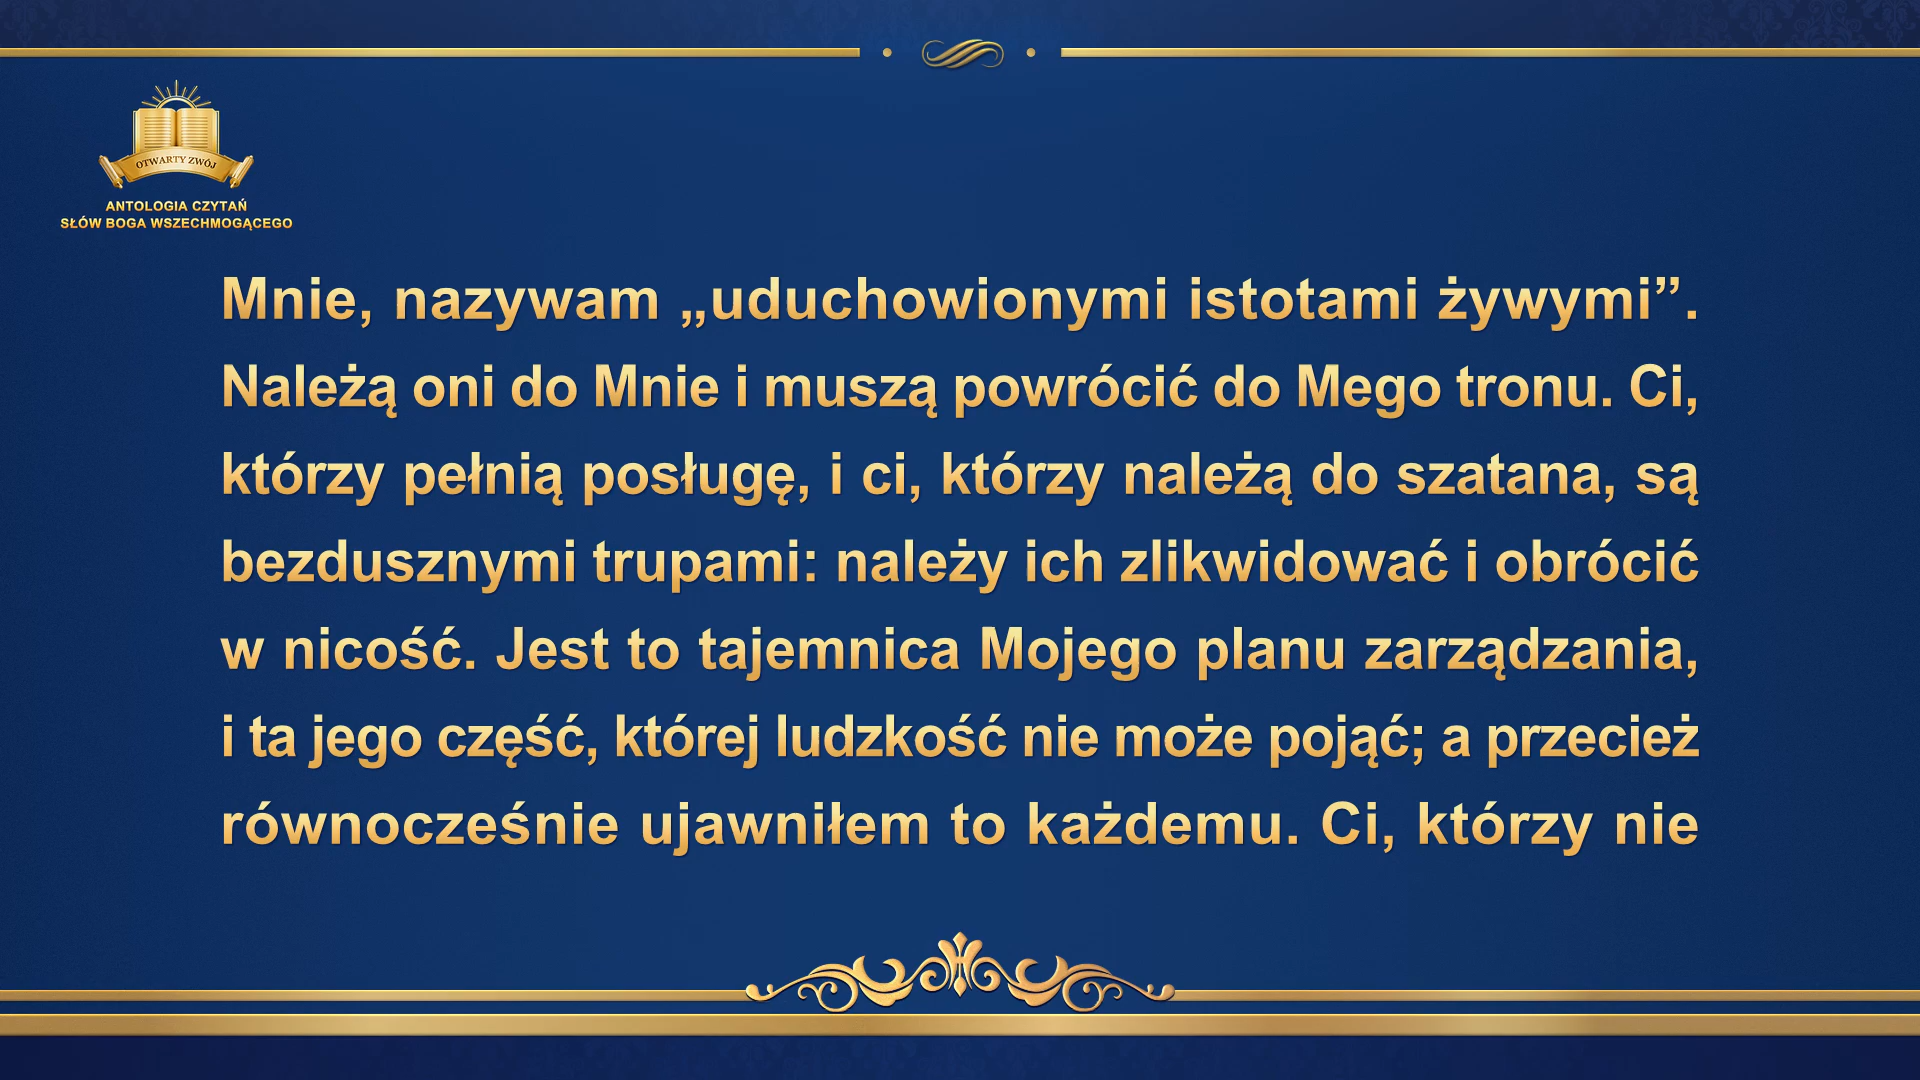 OTWARTY ZWÓJ
ANTOLOGIA CZYTAŃ
SŁÓW BOGA WSZECHMOGĄCEGO
Mnie, nazywam „uduchowionymi istotami żywymi”.
Należą oni do Mnie i muszą powrócić do Mego tronu. Ci,
którzy pełnią posługę, i ci, którzy należą do szatana, są
bezdusznymi trupami: należy ich zlikwidować i obrócić
w nicość. Jest to tajemnica Mojego planu zarządzania,
i ta jego część, której ludzkość nie może pojąć; a przecież
równocześnie ujawniłem to każdemu. Ci, którzy nie